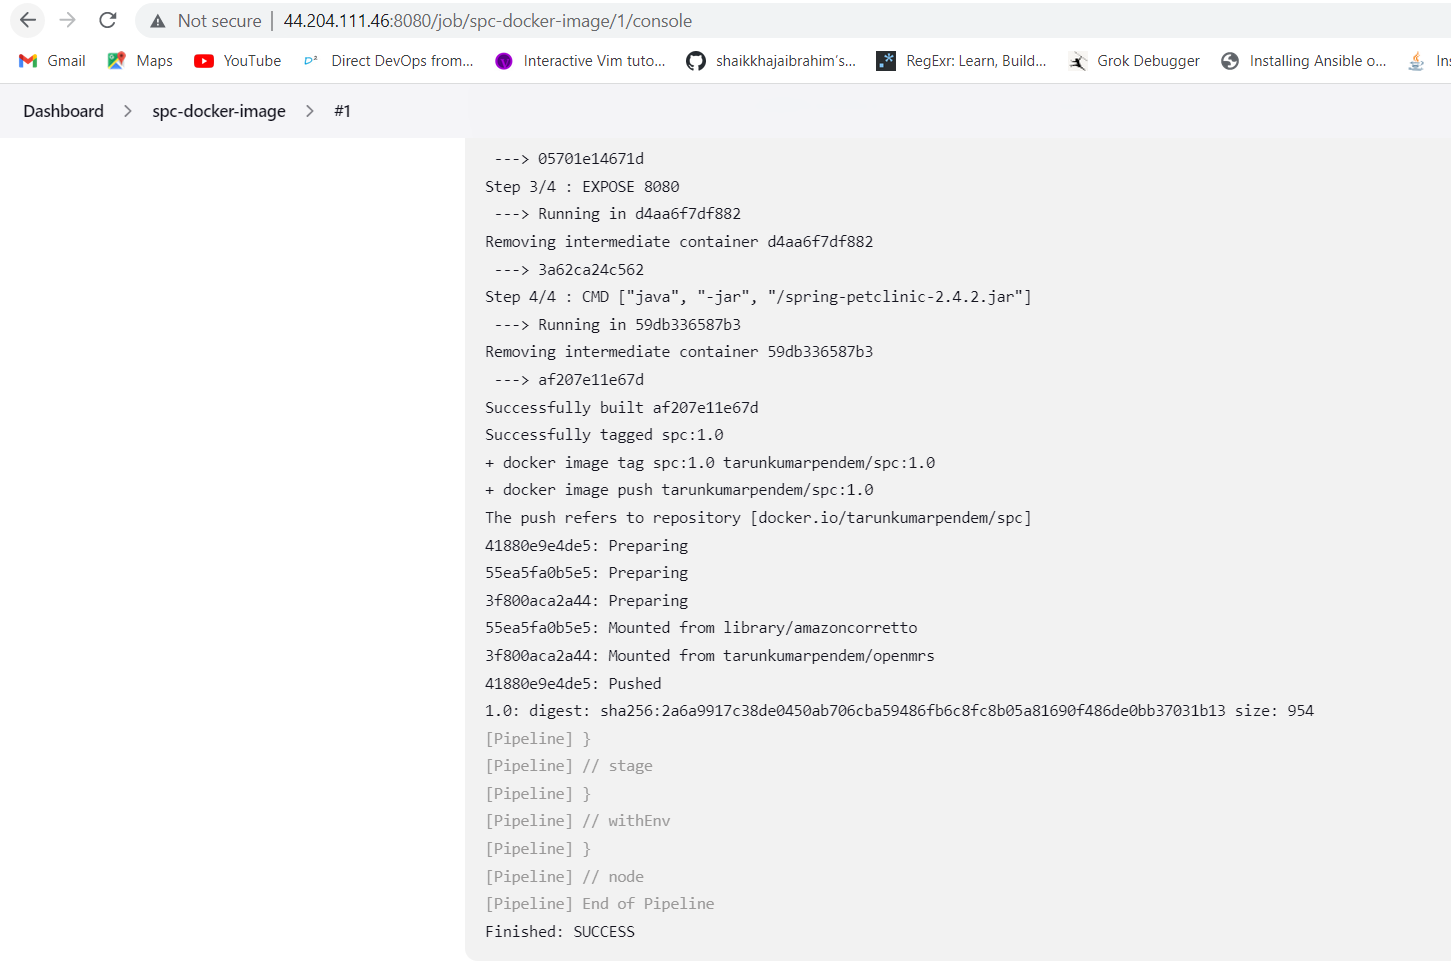 Not secure | 44.204.111.46:8080/job/spc-docker-image/1/console
Gmail Maps YouTube Direct DevOps from... Interactive Vim tuto... shaikkhajaibrahim's... RegExr: Learn, Build... Grok Debugger Installing Ansible o... Ins
Dashboard > spc-docker-image > #1
---> 05701e14671d
Step 3/4 : EXPOSE 8080
---> Running in d4aa6f7df882
Removing intermediate container d4aa6f7df882
---> 3a62ca24c562
Step 4/4 : CMD ["java", "-jar", "/spring-petclinic-2.4.2.jar"]
---> Running in 59db336587b3
Removing intermediate container 59db336587b3
---> af207e11e67d
Successfully built af207e11e67d
Successfully tagged spc:1.0
+ docker image tag spc:1.0 tarunkumarpendem/spc:1.0
+ docker image push tarunkumarpendem/spc:1.0
The push refers to repository [docker.io/tarunkumarpendem/spc]
41880e9e4de5: Preparing
55ea5fa0b5e5: Preparing
3f800aca2a44: Preparing
55ea5fa0b5e5: Mounted from library/amazoncorretto
3f800aca2a44: Mounted from tarunkumarpendem/openmrs
41880e9e4de5: Pushed
1.0: digest: sha256:2a6a9917c38de0450ab706cba59486fb6c8fc8b05a81690f486de0bb37031b13 size: 954
[Pipeline] }
[Pipeline] // stage
[Pipeline] }
[Pipeline] // withEnv
[Pipeline] }
[Pipeline] // node
[Pipeline] End of Pipeline
Finished: SUCCESS